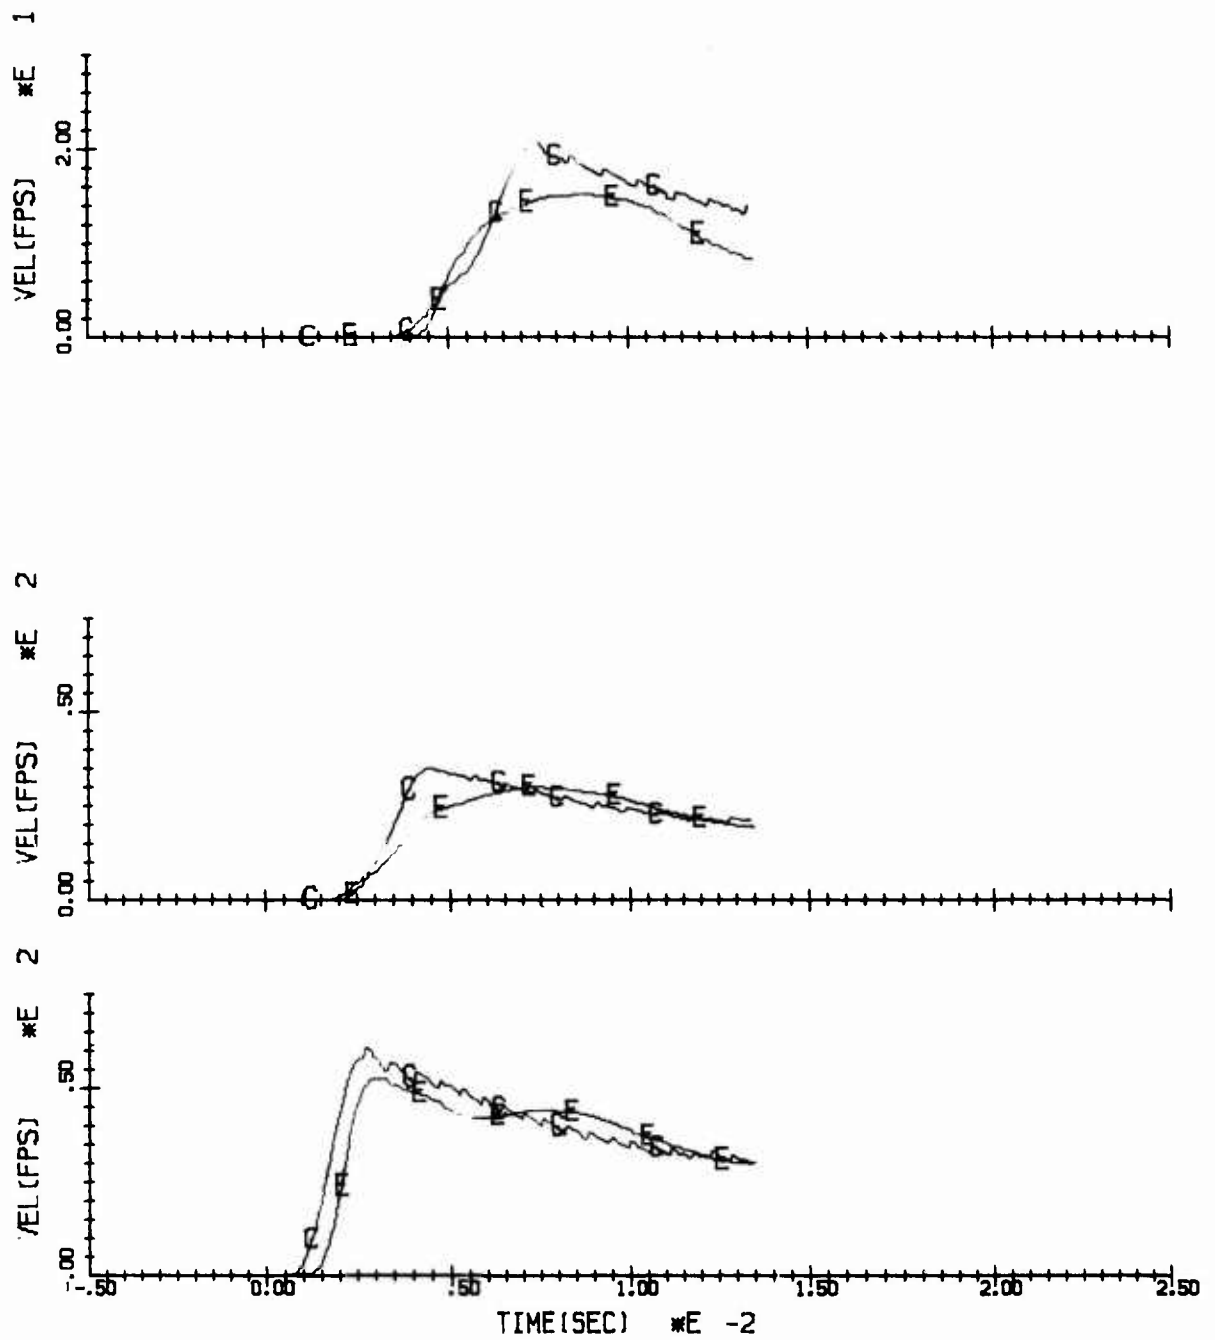 VEL(FPS) *E 1
2.00
0.00
C E C E C E C E C E
VEL(FPS) *E 2
.50
0.00
C E C E C E C E C E
VEL(FPS) *E 2
.50
.00
C E C E C E C E C E C E
-.50 0.00 .50 1.00 1.50 2.00 2.50
TIME(SEC) *E -2